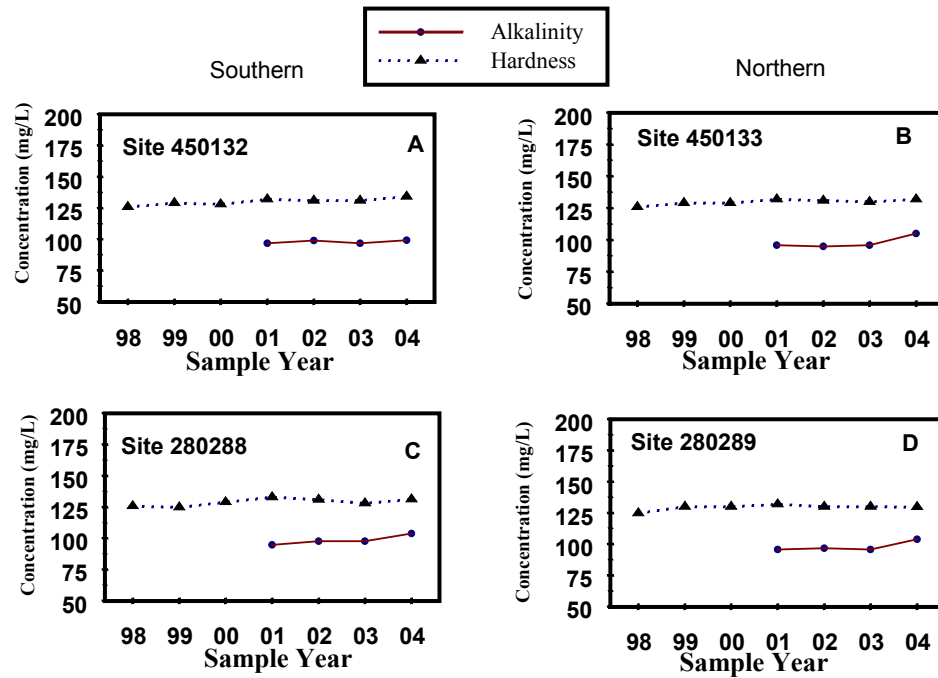 Alkalinity
Hardness
Southern
Northern
Concentration (mg/L)
200
175
150
125
100
75
50
Site 450132
A
98 99 00 01 02 03 04
Sample Year
Concentration (mg/L)
200
175
150
125
100
75
50
Site 450133
B
98 99 00 01 02 03 04
Sample Year
Concentration (mg/L)
200
175
150
125
100
75
50
Site 280288
C
98 99 00 01 02 03 04
Sample Year
Concentration (mg/L)
200
175
150
125
100
75
50
Site 280289
D
98 99 00 01 02 03 04
Sample Year